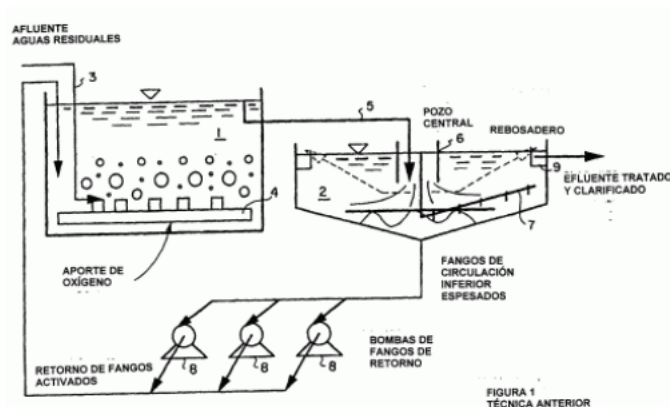 AFLUENTE
AGUAS RESIDUALES
3
1
5
POZO
CENTRAL
6
REBOSADERO
9
EFLUENTE TRATADO
Y CLARIFICADO
2
4
7
APORTE DE
OXÍGENO
FANGOS DE
CIRCULACIÓN
INFERIOR
ESPESADOS
BOMBAS DE
FANGOS DE
RETORNO
8
8
8
RETORNO DE FANGOS
ACTIVADOS
FIGURA 1
TÉCNICA ANTERIOR